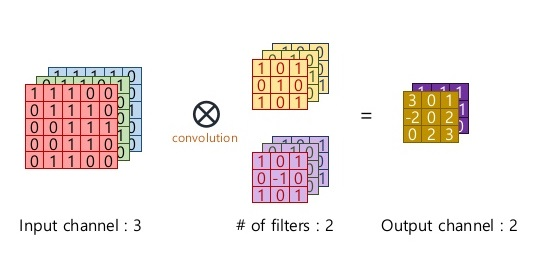 1 1 1 0 0
0 1 1 1 0
0 0 1 1 1
0 0 1 1 0
0 1 1 0 0
convolution
1 0 1
0 1 0
1 0 1
1 0 1
0 -1 0
1 0 1
=
3 0 1
-2 0 2
0 2 3
Input channel : 3
# of filters : 2
Output channel : 2